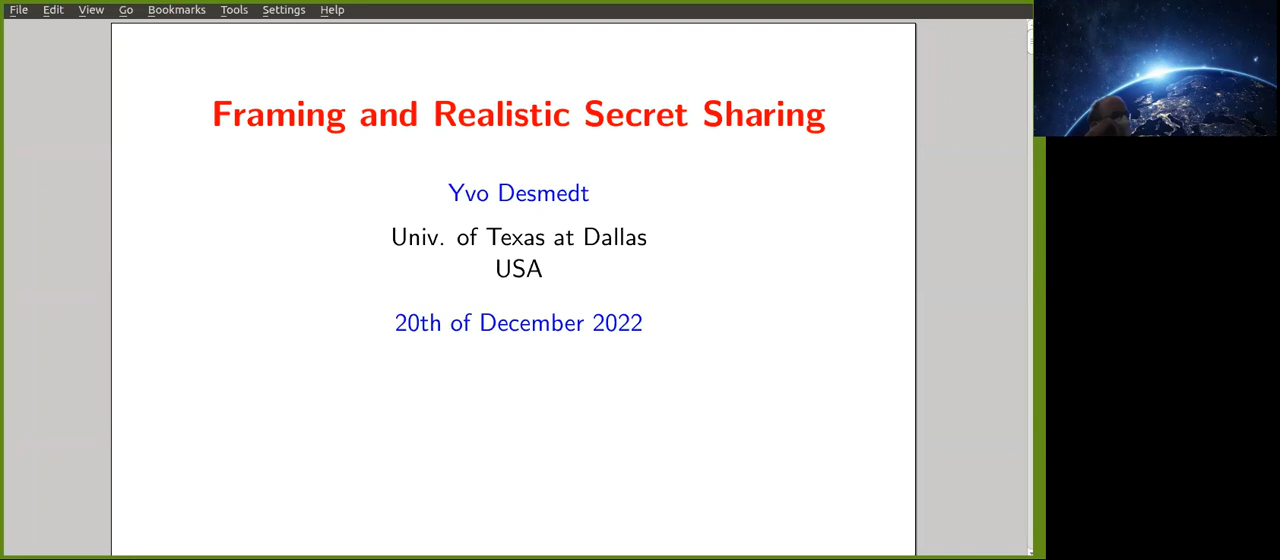 File Edit View Go Bookmarks Tools Settings Help
Framing and Realistic Secret Sharing
Yvo Desmedt
Univ. of Texas at Dallas
USA
20th of December 2022